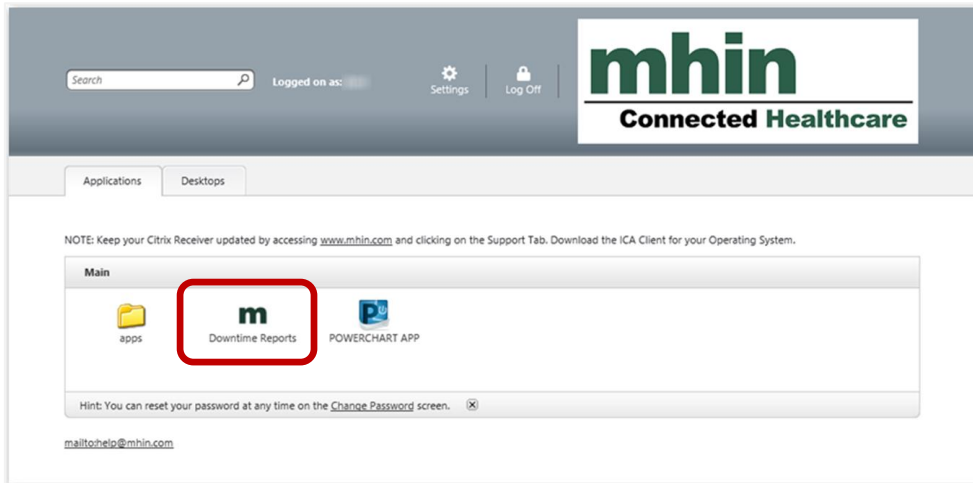 mhin
Connected Healthcare
Search
Logged on as:
Settings
Log Off
Applications
Desktops
NOTE: Keep your Citrix Receiver updated by accessing www.mhin.com and clicking on the Support Tab. Download the ICA Client for your Operating System.
Main
m
P
apps
Downtime Reports
POWERCHART APP
Hint: You can reset your password at any time on the Change Password screen.
mailto:help@mhin.com